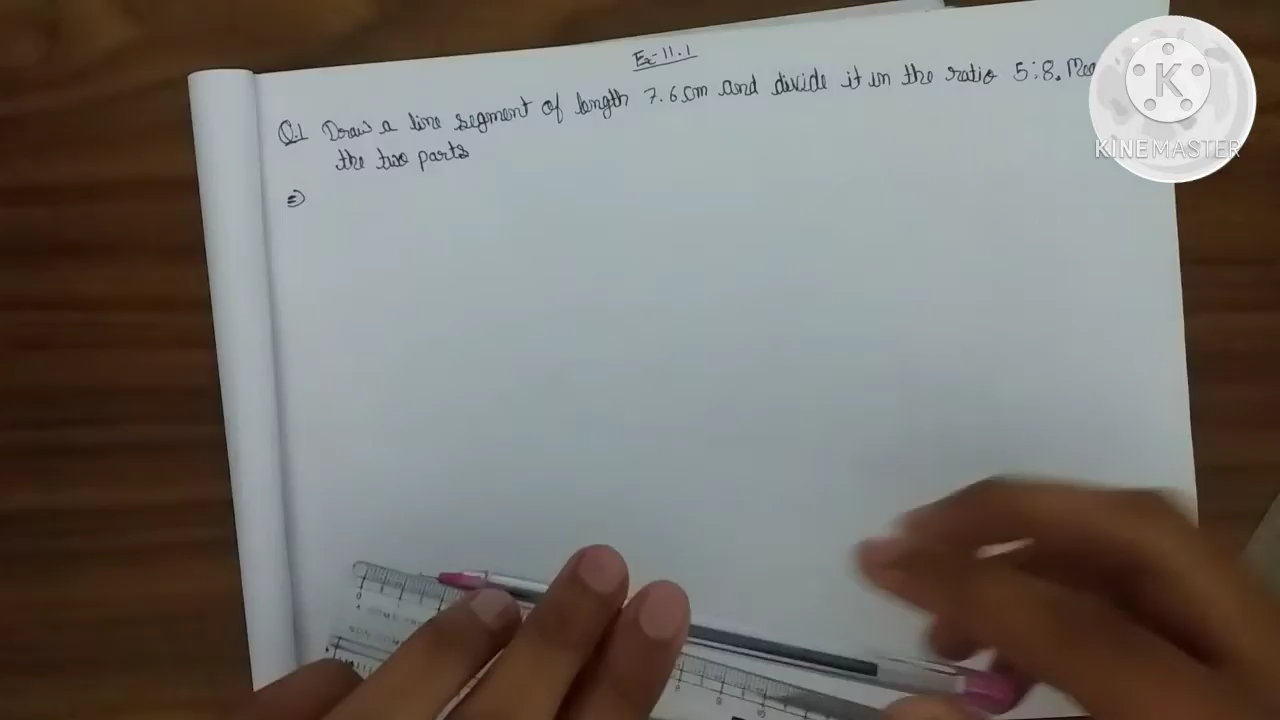 Ex-11.1
Q.1 Draw a line segment of length 7.6 cm and divide it in the ratio 5:8. Mea
the two parts
⇒
K
KINEMASTER